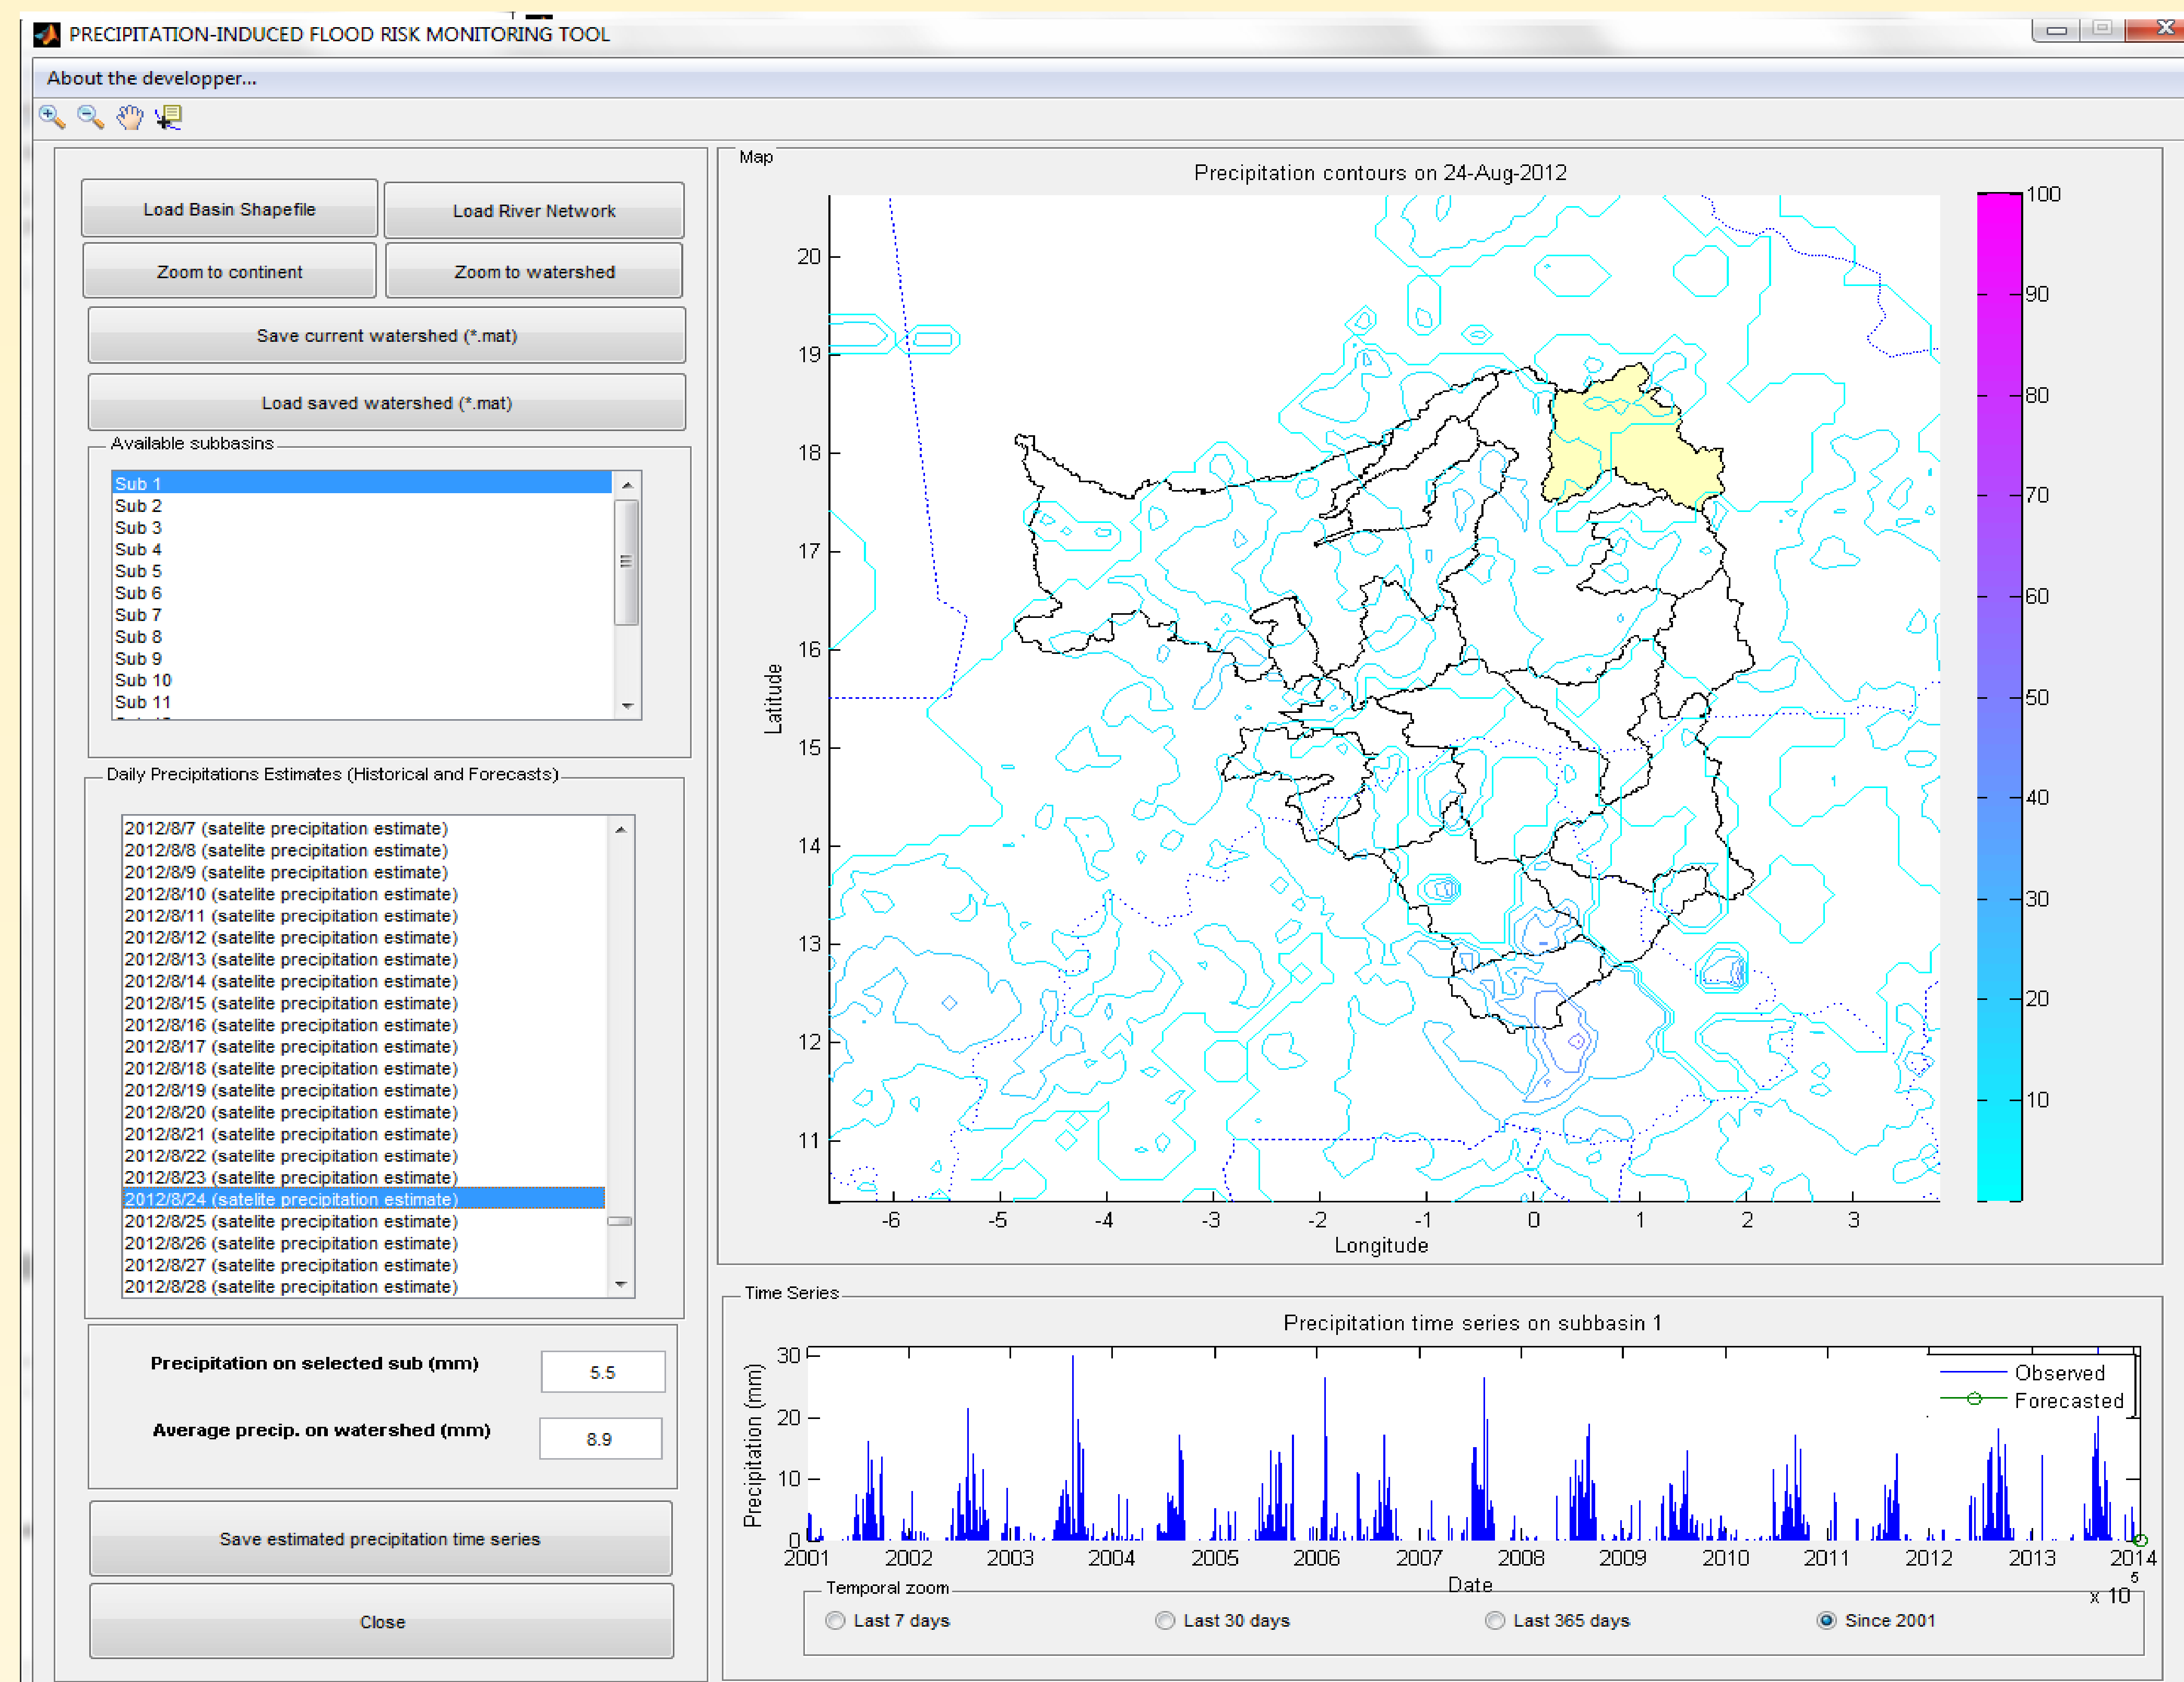 PRECIPITATION-INDUCED FLOOD RISK MONITORING TOOL
About the developper...
Load Basin Shapefile
Load River Network
Zoom to continent
Zoom to watershed
Save current watershed (*.mat)
Load saved watershed (*.mat)
Available subbasins
Sub 1
Sub 2
Sub 3
Sub 4
Sub 5
Sub 6
Sub 7
Sub 8
Sub 9
Sub 10
Sub 11
Daily Precipitations Estimates (Historical and Forecasts)
2012/8/7 (satelite precipitation estimate)
2012/8/8 (satelite precipitation estimate)
2012/8/9 (satelite precipitation estimate)
2012/8/10 (satelite precipitation estimate)
2012/8/11 (satelite precipitation estimate)
2012/8/12 (satelite precipitation estimate)
2012/8/13 (satelite precipitation estimate)
2012/8/14 (satelite precipitation estimate)
2012/8/15 (satelite precipitation estimate)
2012/8/16 (satelite precipitation estimate)
2012/8/17 (satelite precipitation estimate)
2012/8/18 (satelite precipitation estimate)
2012/8/19 (satelite precipitation estimate)
2012/8/20 (satelite precipitation estimate)
2012/8/21 (satelite precipitation estimate)
2012/8/22 (satelite precipitation estimate)
2012/8/23 (satelite precipitation estimate)
2012/8/24 (satelite precipitation estimate)
2012/8/25 (satelite precipitation estimate)
2012/8/26 (satelite precipitation estimate)
2012/8/27 (satelite precipitation estimate)
2012/8/28 (satelite precipitation estimate)
Precipitation on selected sub (mm) 5.5
Average precip. on watershed (mm) 8.9
Save estimated precipitation time series
Close
Map
Precipitation contours on 24-Aug-2012
20
19
18
17
16
15
14
13
12
11
Latitude
-6 -5 -4 -3 -2 -1 0 1 2 3
Longitude
100
90
80
70
60
50
40
30
20
10
Time Series
Precipitation time series on subbasin 1
Precipitation (mm)
30
20
10
0
Observed
Forecasted
2001 2002 2003 2004 2005 2006 2007 2008 2009 2010 2011 2012 2013 2014
Date
x 10^5
Temporal zoom
Last 7 days
Last 30 days
Last 365 days
Since 2001